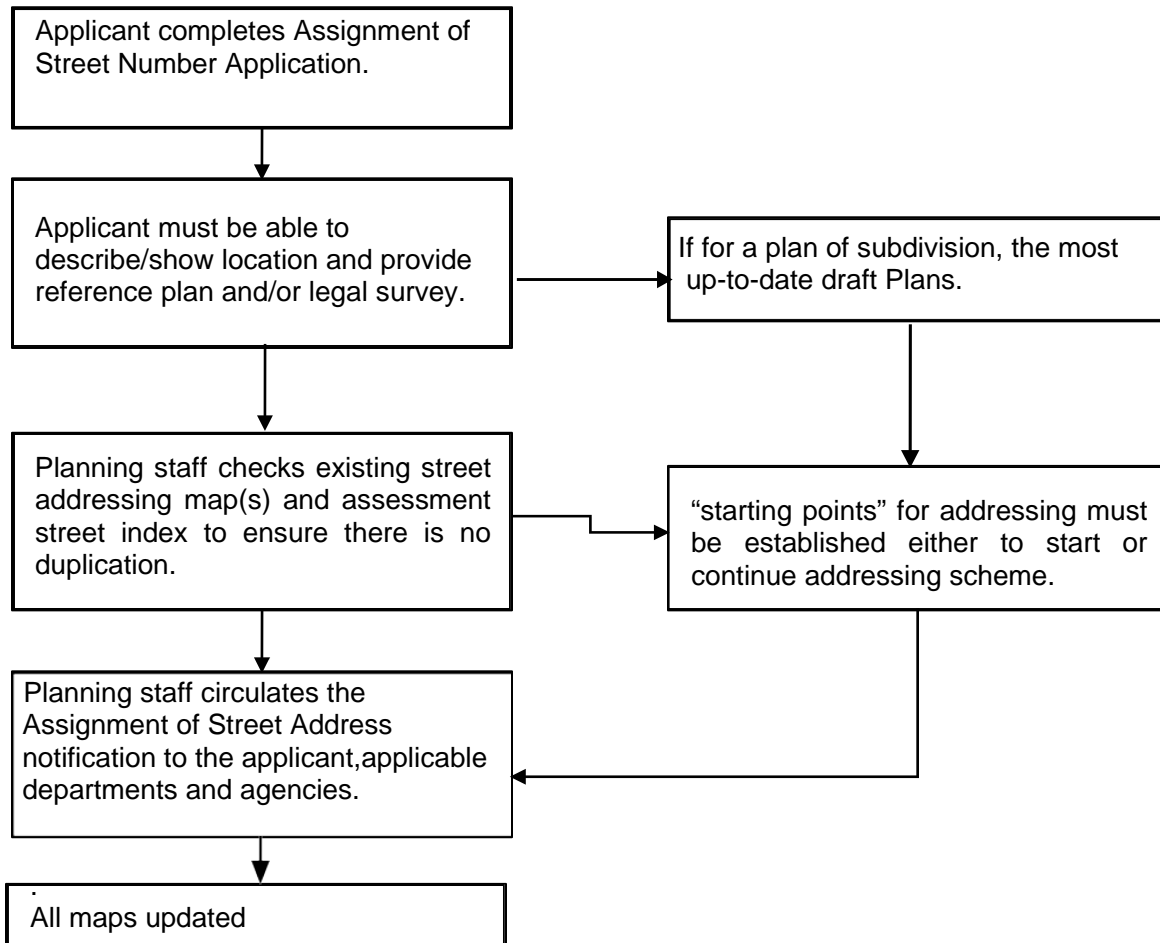 Applicant completes Assignment of
Street Number Application.
Applicant must be able to
describe/show location and provide
reference plan and/or legal survey.
If for a plan of subdivision, the most
up-to-date draft Plans.
Planning staff checks existing street
addressing map(s) and assessment
street index to ensure there is no
duplication.
“starting points” for addressing must
be established either to start or
continue addressing scheme.
Planning staff circulates the
Assignment of Street Address
notification to the applicant,applicable
departments and agencies.
.
All maps updated